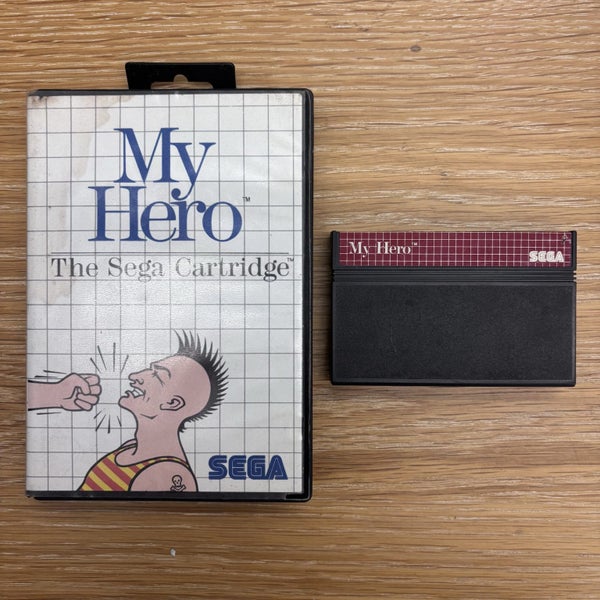 My
Hero™
The Sega Cartridge™
SEGA
My Hero™
SEGA